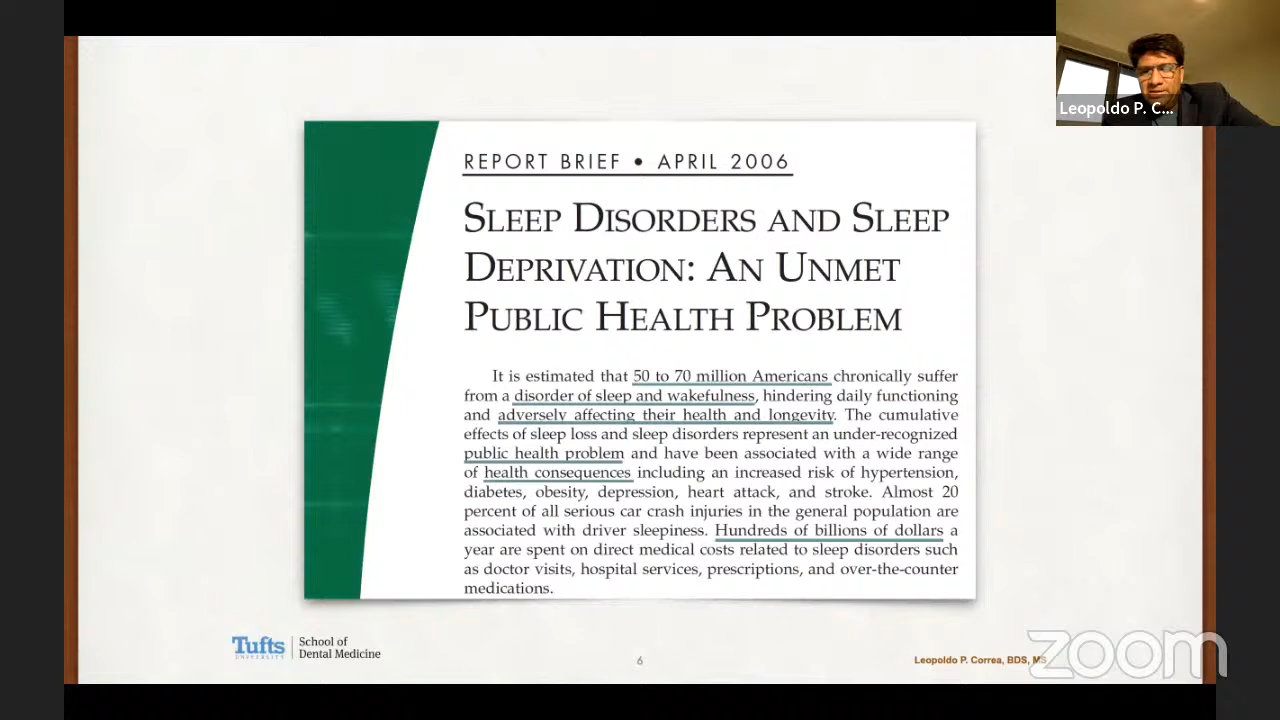 Leopoldo P. C...
REPORT BRIEF • APRIL 2006
SLEEP DISORDERS AND SLEEP
DEPRIVATION: AN UNMET
PUBLIC HEALTH PROBLEM
It is estimated that 50 to 70 million Americans chronically suffer
from a disorder of sleep and wakefulness, hindering daily functioning
and adversely affecting their health and longevity. The cumulative
effects of sleep loss and sleep disorders represent an under-recognized
public health problem and have been associated with a wide range
of health consequences including an increased risk of hypertension,
diabetes, obesity, depression, heart attack, and stroke. Almost 20
percent of all serious car crash injuries in the general population are
associated with driver sleepiness. Hundreds of billions of dollars a
year are spent on direct medical costs related to sleep disorders such
as doctor visits, hospital services, prescriptions, and over-the-counter
medications.
Tufts
UNIVERSITY
School of
Dental Medicine
6
Leopoldo P. Correa, BDS, MS
zoom